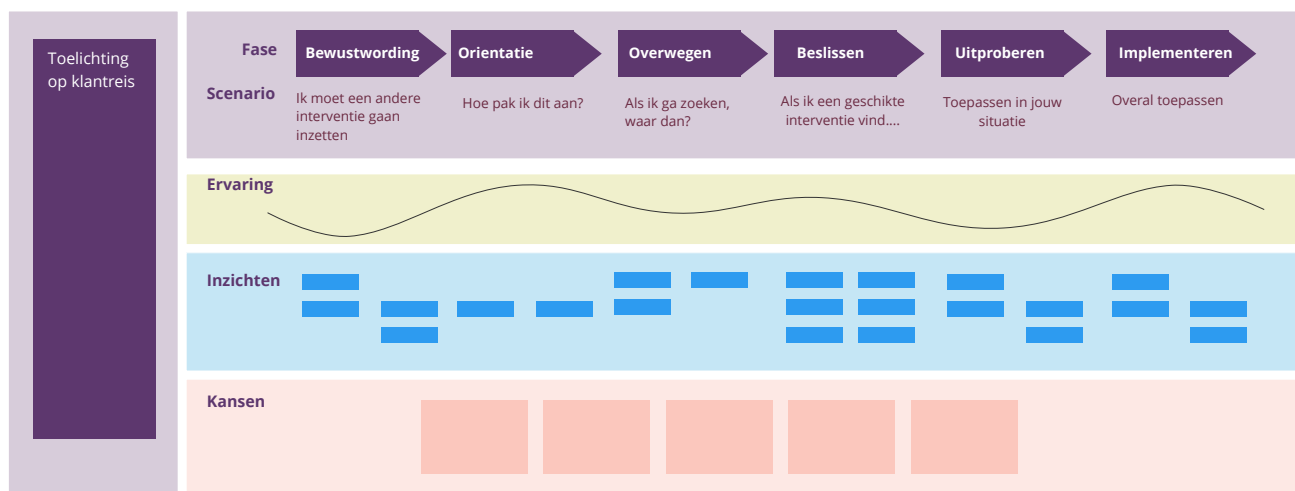 Toelichting
op klantreis
Fase
Bewustwording
Orientatie
Overwegen
Beslissen
Uitproberen
Implementeren
Scenario
Ik moet een andere
interventie gaan
inzetten
Hoe pak ik dit aan?
Als ik ga zoeken,
waar dan?
Als ik een geschikte
interventie vind....
Toepassen in jouw
situatie
Overal toepassen
Ervaring
Inzichten
Kansen